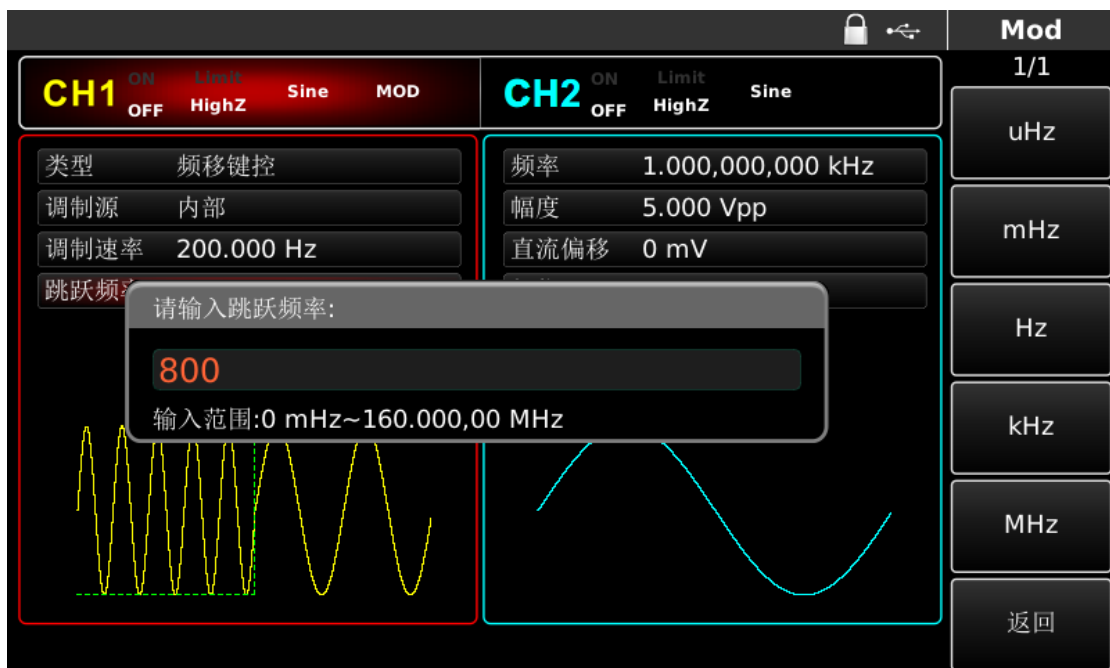 Mod
1/1
CH1 ON Limit Sine MOD
OFF HighZ
CH2 ON Limit Sine
OFF HighZ
类型 频移键控
调制源 内部
调制速率 200.000 Hz
跳跃频
频率 1.000,000,000 kHz
幅度 5.000 Vpp
直流偏移 0 mV
请输入跳跃频率:
800
输入范围:0 mHz~160.000,00 MHz
uHz
mHz
Hz
kHz
MHz
返回